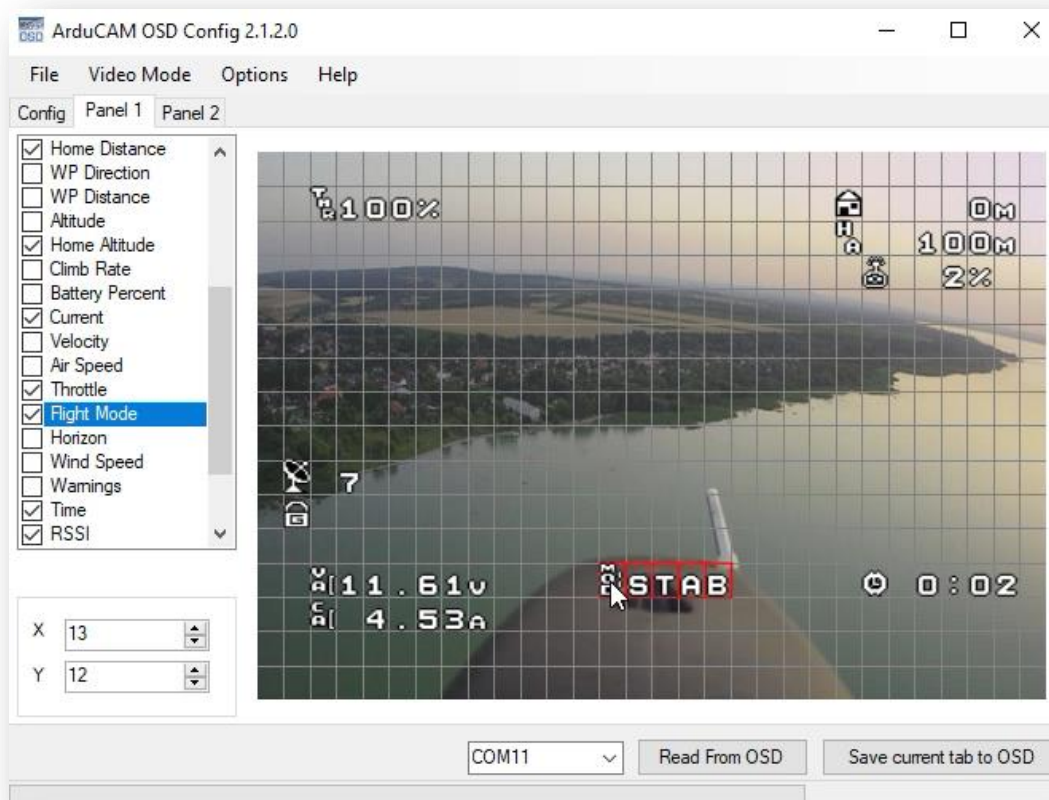 OSD ArduCAM OSD Config 2.1.2.0
File Video Mode Options Help
Config Panel 1 Panel 2
Home Distance
WP Direction
WP Distance
Altitude
Home Altitude
Climb Rate
Battery Percent
Current
Velocity
Air Speed
Throttle
Flight Mode
Horizon
Wind Speed
Warnings
Time
RSSI
X 13
Y 12
THR 100%
0m
HA 100m
2%
7
11.61v
4.53A
STAB
0:02
COM11 Read From OSD Save current tab to OSD